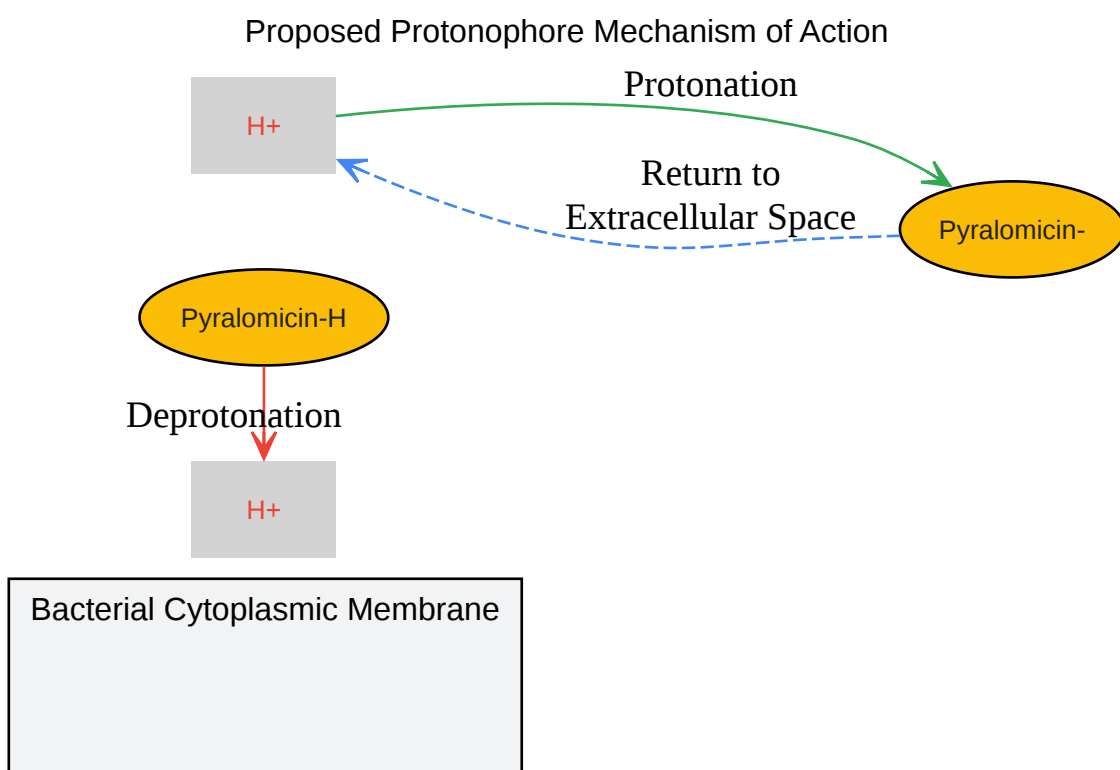 Proposed Protonophore Mechanism of Action
Protonation
H+
Return to
Extracellular Space
Pyralomicin-
Pyralomicin-H
Deprotonation
H+
Bacterial Cytoplasmic Membrane